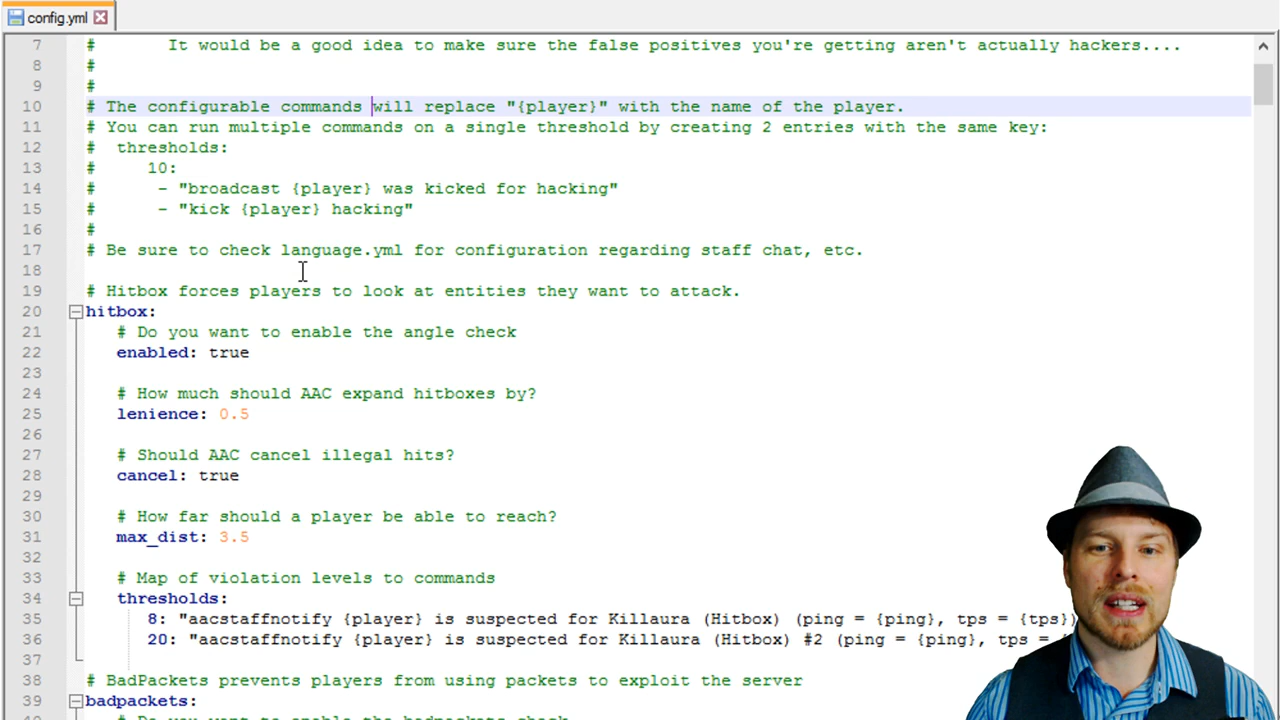 config.yml
7 # It would be a good idea to make sure the false positives you're getting aren't actually hackers....
8 #
9 #
10 # The configurable commands will replace "{player}" with the name of the player.
11 # You can run multiple commands on a single threshold by creating 2 entries with the same key:
12 # thresholds:
13 # 10:
14 # - "broadcast {player} was kicked for hacking"
15 # - "kick {player} hacking"
16 #
17 # Be sure to check language.yml for configuration regarding staff chat, etc.
18
19 # Hitbox forces players to look at entities they want to attack.
20 hitbox:
21 # Do you want to enable the angle check
22 enabled: true
23
24 # How much should AAC expand hitboxes by?
25 lenience: 0.5
26
27 # Should AAC cancel illegal hits?
28 cancel: true
29
30 # How far should a player be able to reach?
31 max_dist: 3.5
32
33 # Map of violation levels to commands
34 thresholds:
35 8: "aacstaffnotify {player} is suspected for Killaura (Hitbox) (ping = {ping}, tps = {tps})
36 20: "aacstaffnotify {player} is suspected for Killaura (Hitbox) #2 (ping = {ping}, tps = {
37
38 # BadPackets prevents players from using packets to exploit the server
39 badpackets:
40 # Do you want to enable the badpackets check